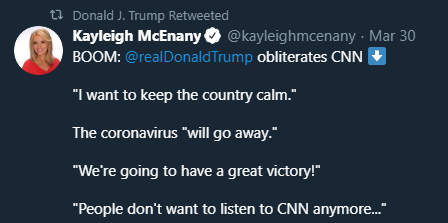 Donald J. Trump Retweeted
Kayleigh McEnany @kayleighmcenany · Mar 30
BOOM: @realDonaldTrump obliterates CNN ⬇️
"I want to keep the country calm."
The coronavirus "will go away."
"We're going to have a great victory!"
"People don't want to listen to CNN anymore..."